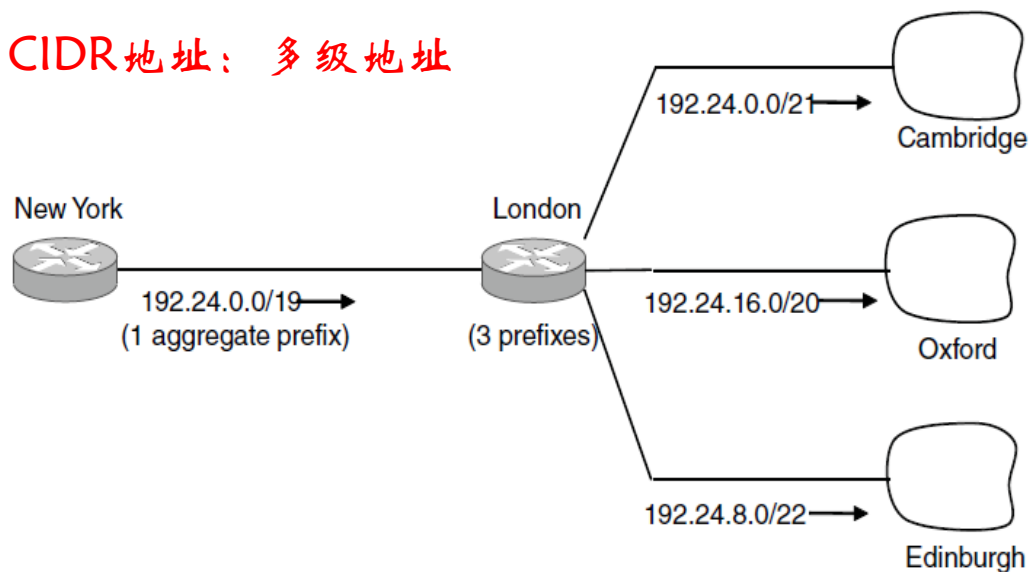 CIDR地址：多级地址
192.24.0.0/21
Cambridge
New York
London
192.24.0.0/19
(1 aggregate prefix)
(3 prefixes)
192.24.16.0/20
Oxford
192.24.8.0/22
Edinburgh